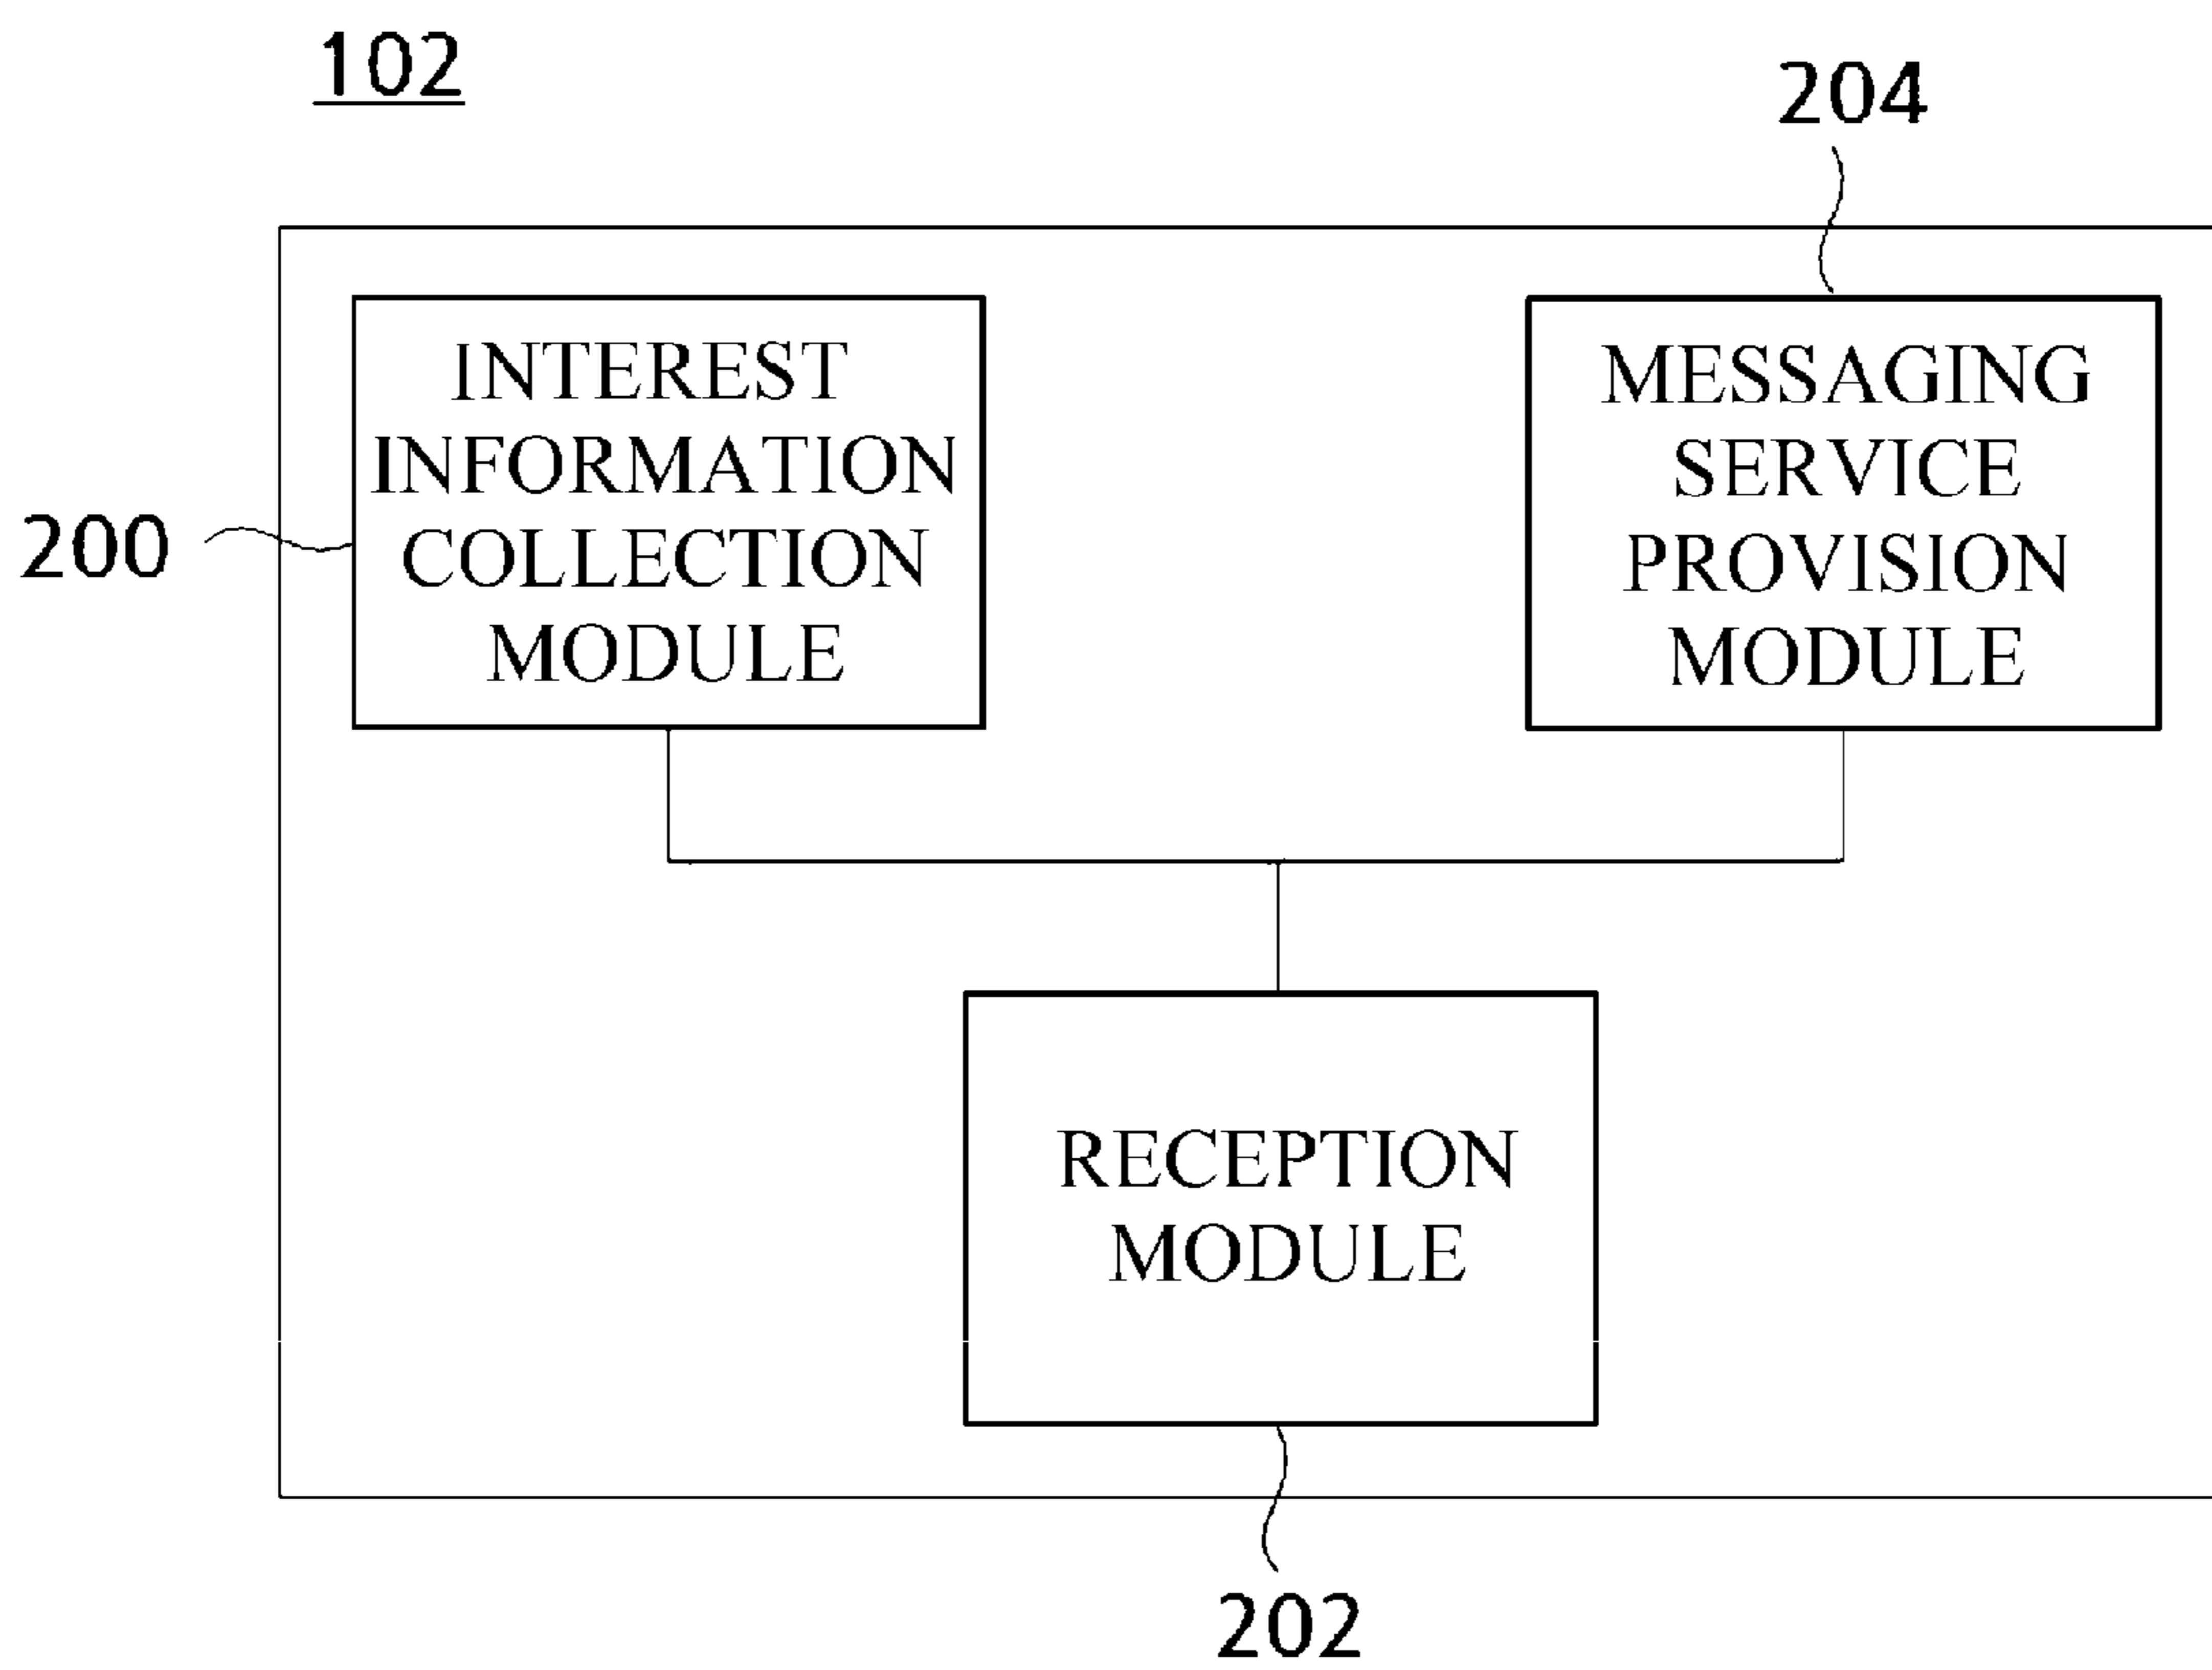 102
204
INTEREST
INFORMATION
COLLECTION
MODULE
MESSAGING
SERVICE
PROVISION
MODULE
200
RECEPTION
MODULE
202